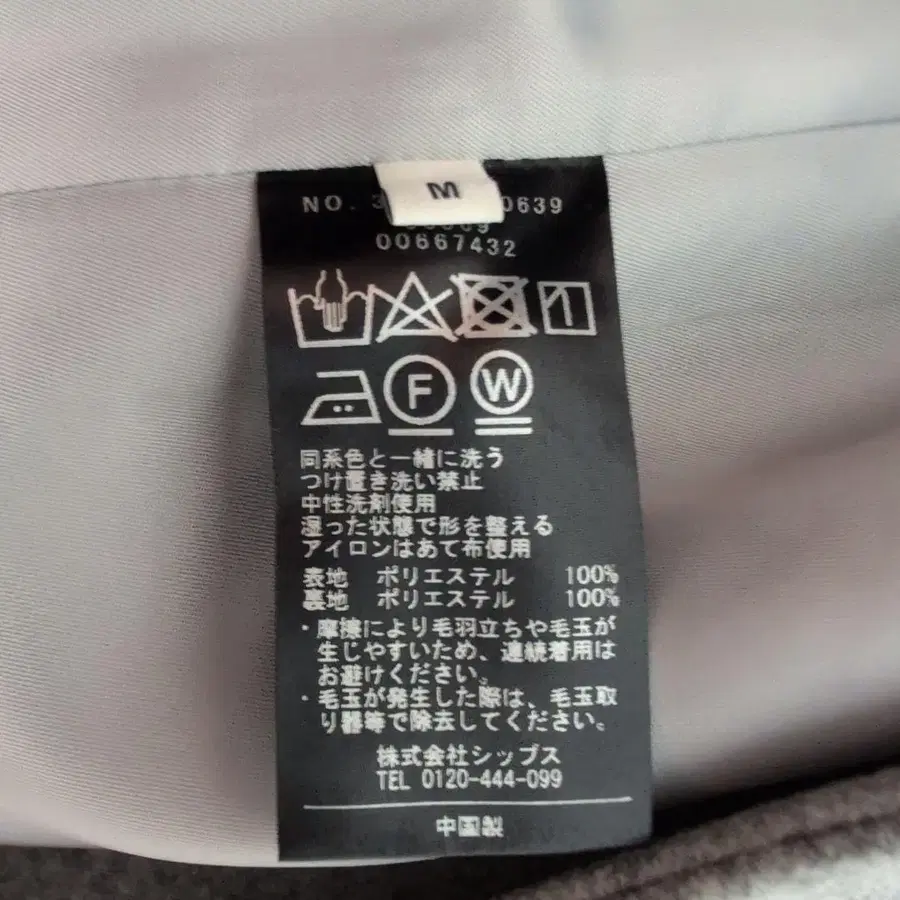 M
NO. 3 0639
00667432
F W
同系色と一緒に洗う
つけ置き洗い禁止
中性洗剤使用
湿った状態で形を整える
アイロンはあて布使用
表地 ポリエステル 100%
裏地 ポリエステル 100%
・摩擦により毛羽立ちや毛玉が
生じやすいため、連続着用は
お避けください。
・毛玉が発生した際は、毛玉取
り器等で除去してください。
株式会社シップス
TEL 0120-444-099
中国製